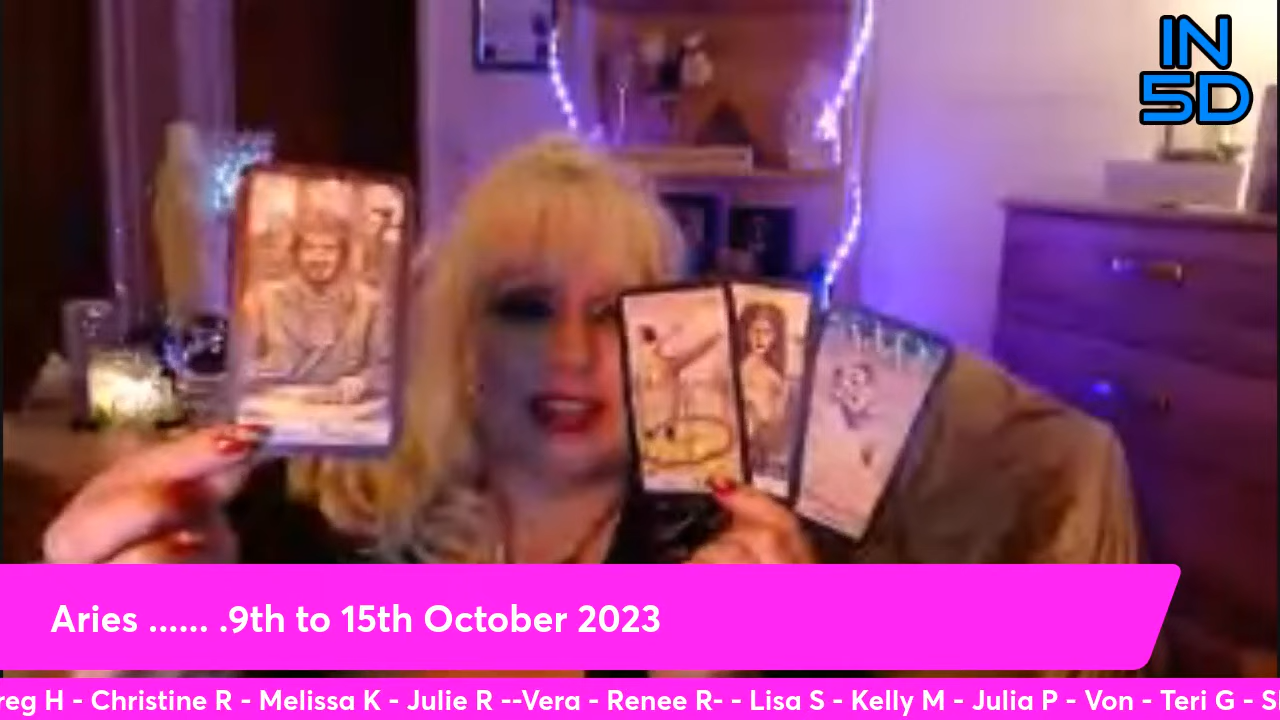 IN
5D
Aries ...... .9th to 15th October 2023
reg H - Christine R - Melissa K - Julie R --Vera - Renee R- - Lisa S - Kelly M - Julia P - Von - Teri G - S